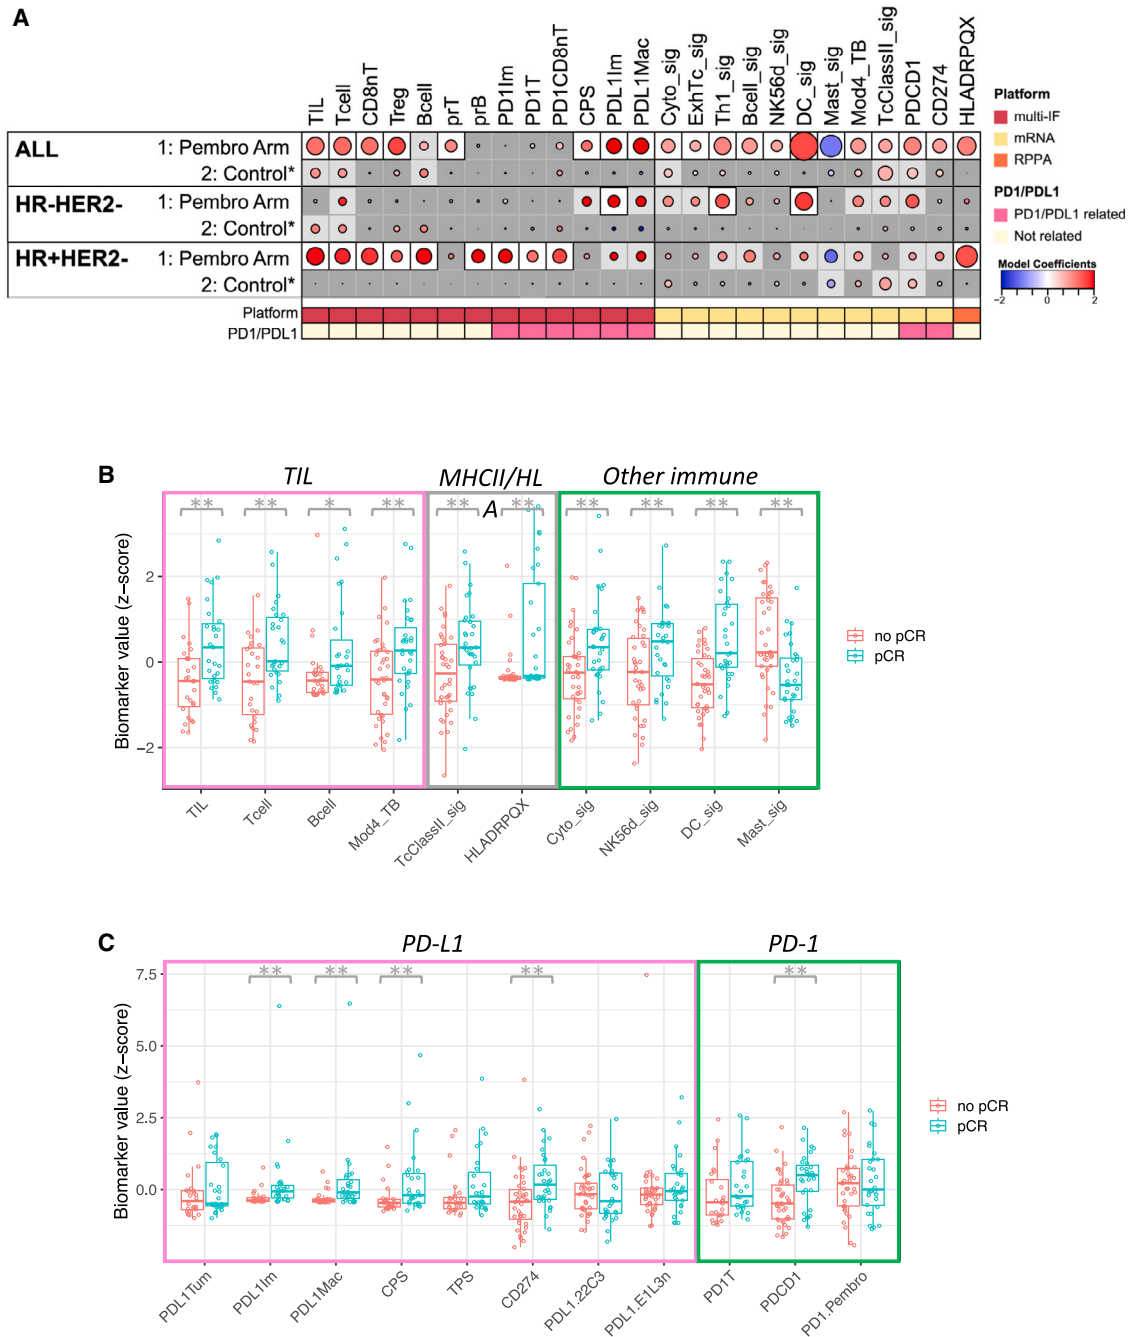 A
TIL
Tcell
CD8nT
Treg
Bcell
prT
prB
PD1Im
PD1T
PD1CD8nT
CPS
PDL1Im
PDL1Mac
Cyto_sig
ExhTc_sig
Th1_sig
Bcell_sig
NK56d_sig
DC_sig
Mast_sig
Mod4_TB
TcClassII_sig
PDCD1
CD274
HLADRPQX
ALL 1: Pembro Arm
2: Control*
HR-HER2- 1: Pembro Arm
2: Control*
HR+HER2- 1: Pembro Arm
2: Control*
Platform
PD1/PDL1
Platform
multi-IF
mRNA
RPPA
PD1/PDL1
PD1/PDL1 related
Not related
Model Coefficients
−2 0 2
B
TIL MHCII/HL Other immune
A
** ** * ** ** ** ** ** ** **
Biomarker value (z−score)
2
0
−2
TIL
Tcell
Bcell
Mod4_TB
TcClassII_sig
HLADRPQX
Cyto_sig
NK56d_sig
DC_sig
Mast_sig
no pCR
pCR
C
PD-L1 PD-1
** ** ** ** **
Biomarker value (z−score)
7.5
5.0
2.5
0.0
PDL1Tum
PDL1Im
PDL1Mac
CPS
TPS
CD274
PDL1.22C3
PDL1.E1L3n
PD1T
PDCD1
PD1.Pembro
no pCR
pCR